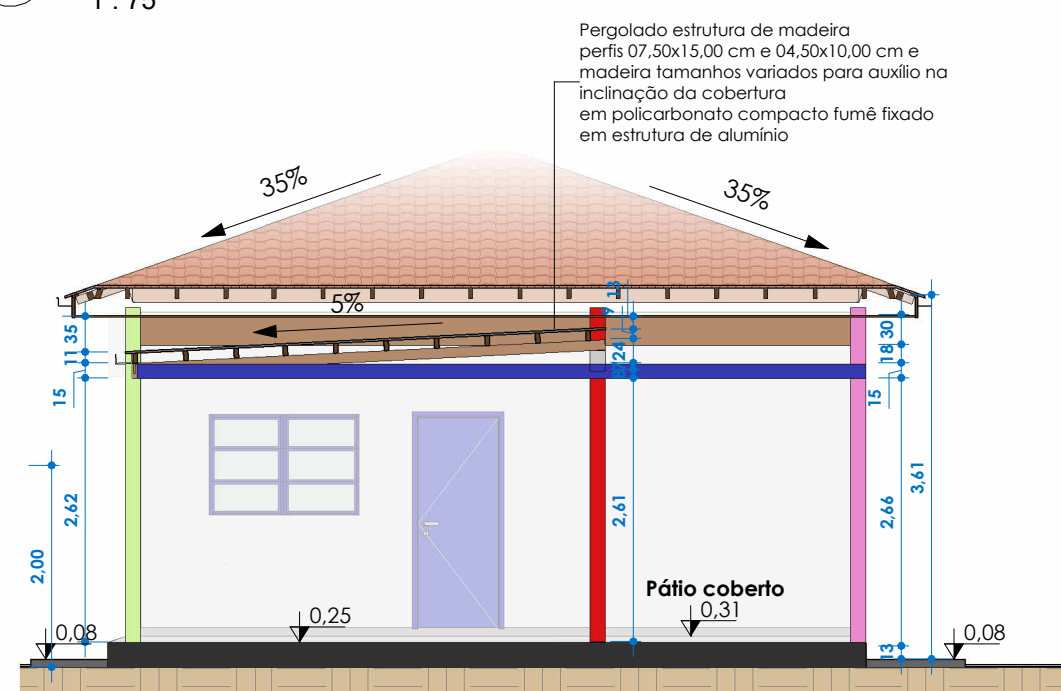 1 : 75
Pergolado estrutura de madeira
perfis 07,50x15,00 cm e 04,50x10,00 cm e
madeira tamanhos variados para auxílio na
inclinação da cobertura
em policarbonato compacto fumê fixado
em estrutura de alumínio
35%
35%
5%
13
9
35
11
15
24
30
18
15
2,62
2,00
2,61
2,66
3,61
13
Pátio coberto
0,31
0,25
0,08
0,08